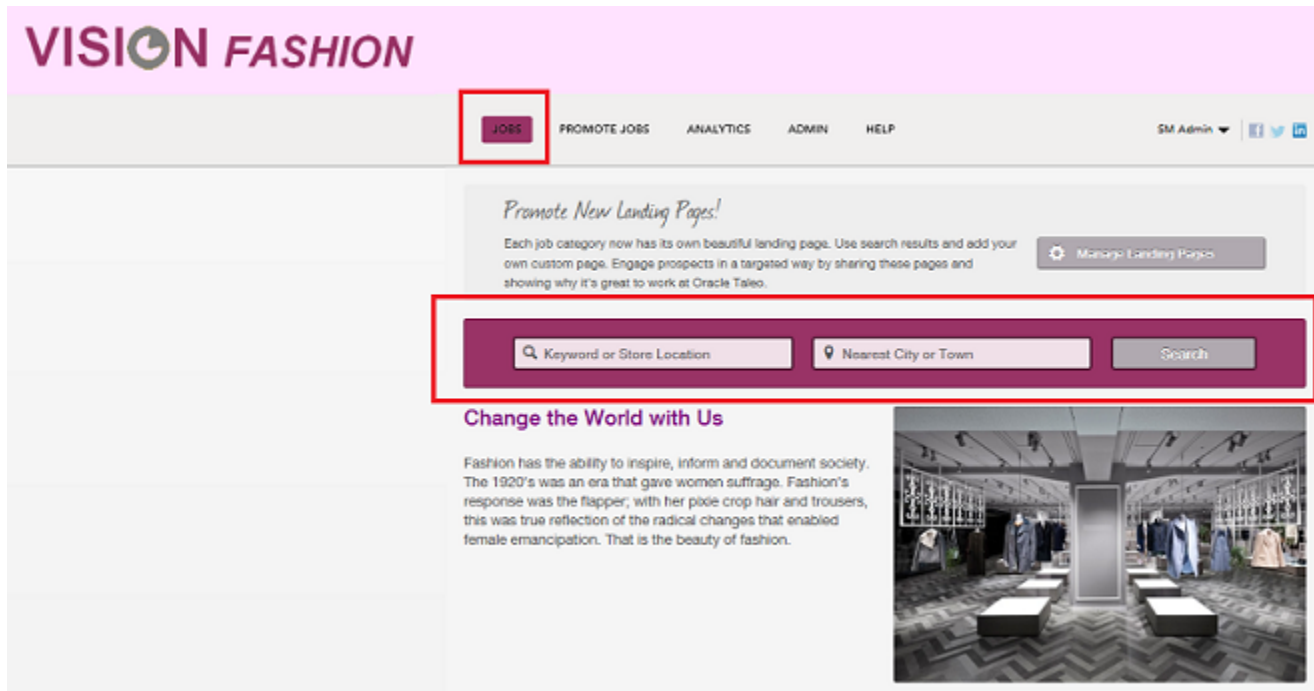 VISION FASHION
JOBS PROMOTE JOBS ANALYTICS ADMIN HELP SM Admin
Promote New Landing Pages!
Each job category now has its own beautiful landing page. Use search results and add your
own custom page. Engage prospects in a targeted way by sharing these pages and
showing why it's great to work at Oracle Taleo.
Manage Landing Pages
Keyword or Store Location Nearest City or Town Search
Change the World with Us
Fashion has the ability to inspire, inform and document society.
The 1920's was an era that gave women suffrage. Fashion's
response was the flapper; with her pixie crop hair and trousers,
this was true reflection of the radical changes that enabled
female emancipation. That is the beauty of fashion.